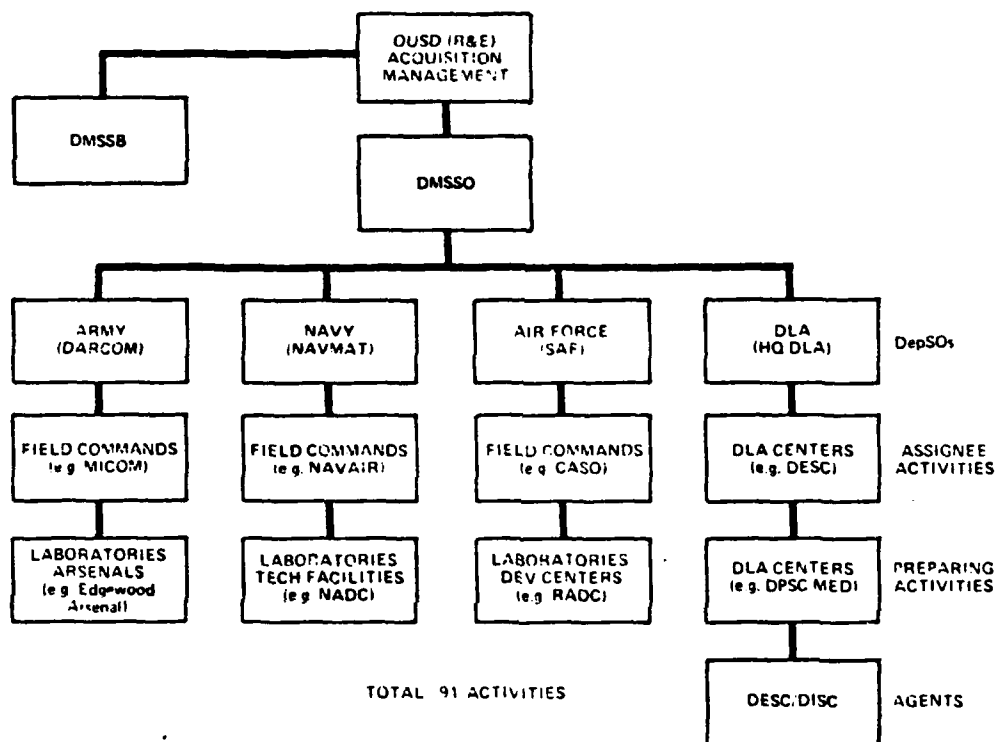 OUSD (R&E)
ACQUISITION
MANAGEMENT
DMSSB
DMSSO
ARMY
(DARCOM)
NAVY
(NAVMAT)
AIR FORCE
(SAF)
DLA
(HQ DLA)
DepSOs
FIELD COMMANDS
(e.g. MICOM)
FIELD COMMANDS
(e.g. NAVAIR)
FIELD COMMANDS
(e.g. CASO)
DLA CENTERS
(e.g. DESC)
ASSIGNEE
ACTIVITIES
LABORATORIES
ARSENALS
(e.g. Edgewood
Arsenal)
LABORATORIES
TECH FACILITIES
(e.g. NADC)
LABORATORIES
DEV CENTERS
(e.g. RADC)
DLA CENTERS
(e.g. DPSC MED)
PREPARING
ACTIVITIES
TOTAL 91 ACTIVITIES
DESC/DISC
AGENTS